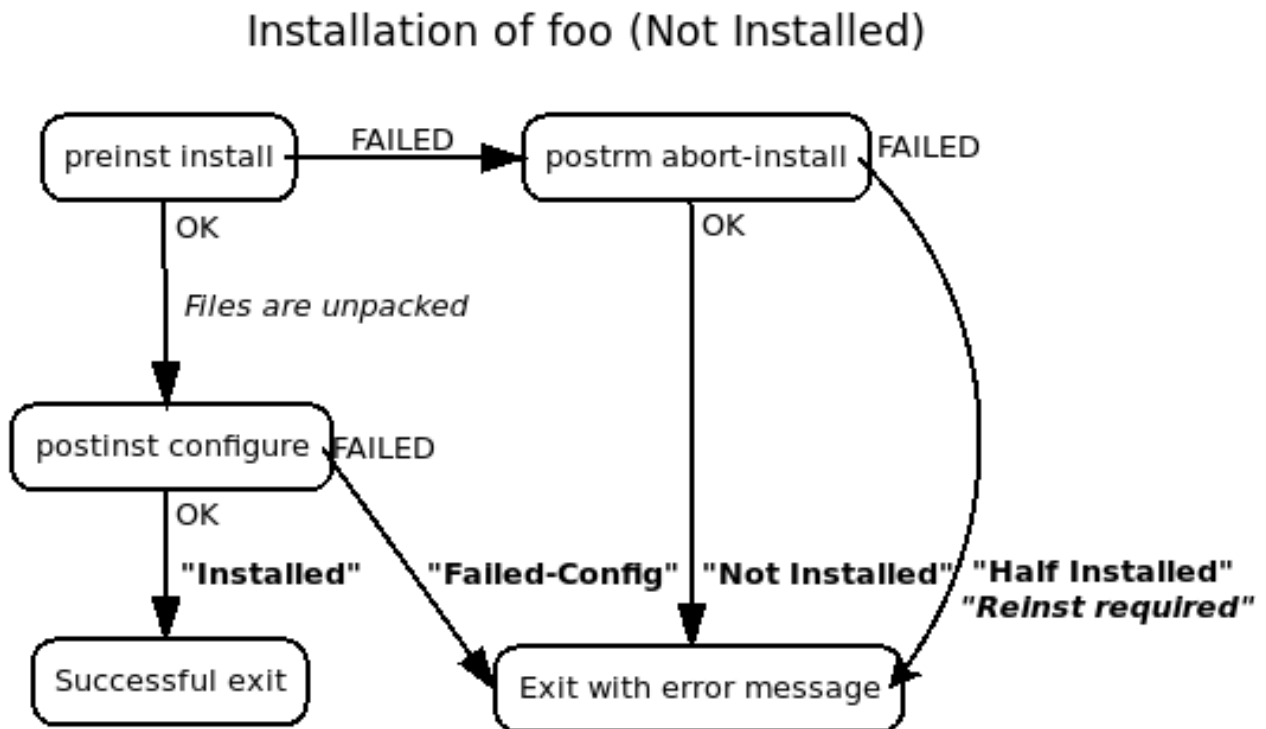 Installation of foo (Not Installed)
preinst install
FAILED
postrm abort-install
FAILED
OK
OK
Files are unpacked
postinst configure
FAILED
OK
"Installed"
"Failed-Config"
"Not Installed"
"Half Installed"
"Reinst required"
Successful exit
Exit with error message